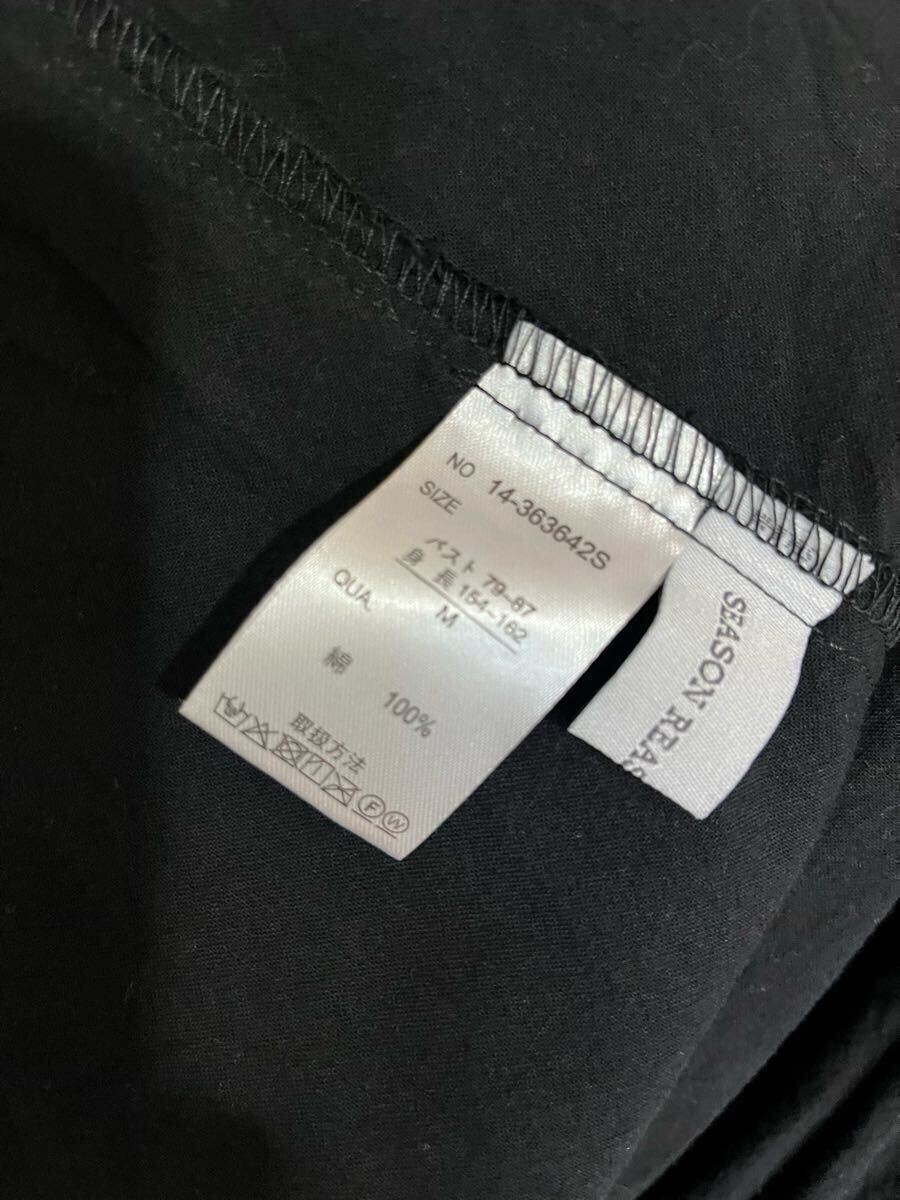 NO 14-363642S
SIZE
バスト 79-87
身 長 154-162
M
QUA.
綿 100%
取扱方法
F W
SEASON REAS